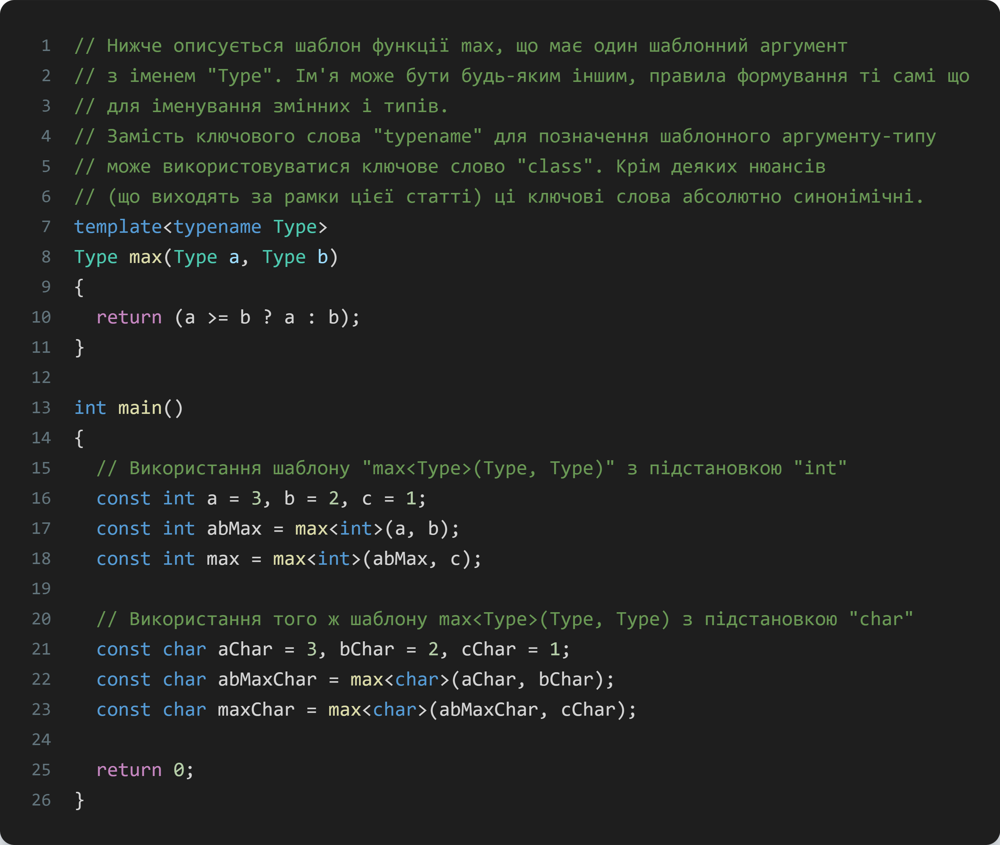 1 // Нижче описується шаблон функції max, що має один шаблонний аргумент
2 // з іменем "Type". Ім'я може бути будь-яким іншим, правила формування ті самі що
3 // для іменування змінних і типів.
4 // Замість ключового слова "typename" для позначення шаблонного аргументу-типу
5 // може використовуватися ключове слово "class". Крім деяких нюансів
6 // (що виходять за рамки цієї статті) ці ключові слова абсолютно синонімічні.
7 template<typename Type>
8 Type max(Type a, Type b)
9 {
10   return (a >= b ? a : b);
11 }
12
13 int main()
14 {
15   // Використання шаблону "max<Type>(Type, Type)" з підстановкою "int"
16   const int a = 3, b = 2, c = 1;
17   const int abMax = max<int>(a, b);
18   const int max = max<int>(abMax, c);
19
20   // Використання того ж шаблону max<Type>(Type, Type) з підстановкою "char"
21   const char aChar = 3, bChar = 2, cChar = 1;
22   const char abMaxChar = max<char>(aChar, bChar);
23   const char maxChar = max<char>(abMaxChar, cChar);
24
25   return 0;
26 }